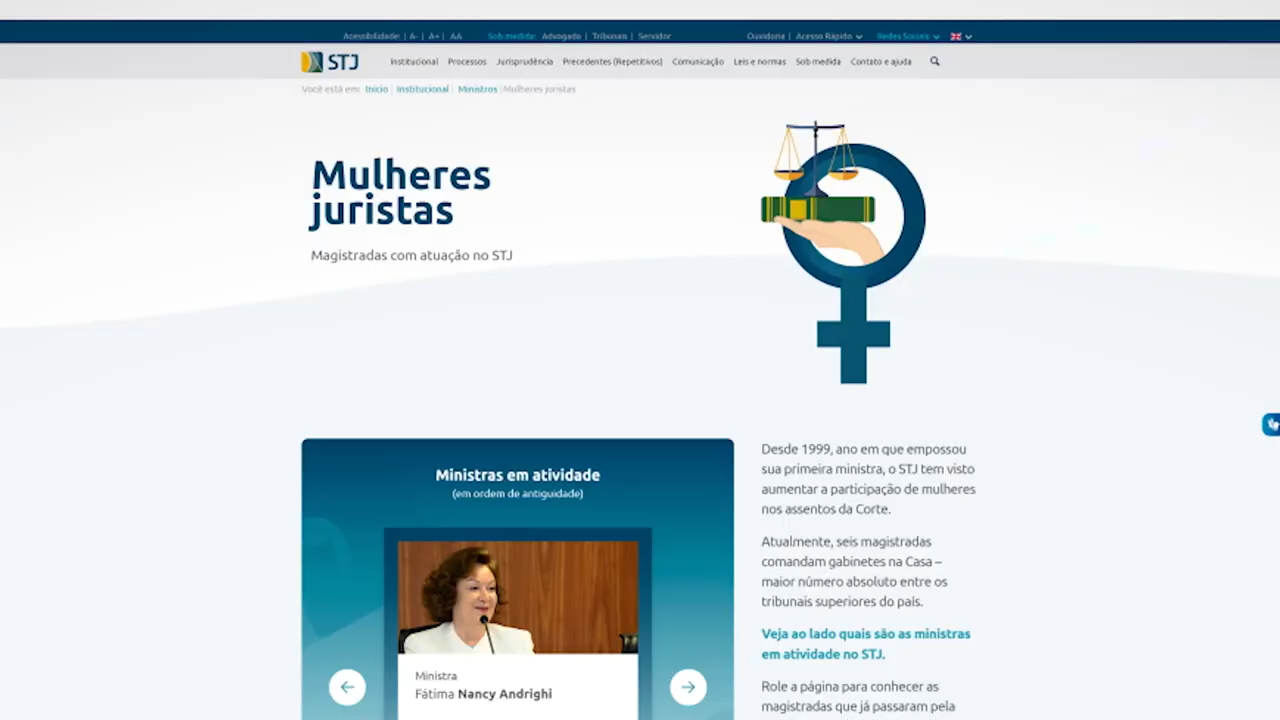 Acessibilidade: | A- | A+ | AA Sob medida: Advogado | Tribunais | Servidor Ouvidoria | Acesso Rápido Redes Sociais
STJ Institucional Processos Jurisprudência Precedentes (Repetitivos) Comunicação Leis e normas Sob medida Contato e ajuda
Você está em: Início | Institucional | Ministros | Mulheres juristas
Mulheres
juristas
Magistradas com atuação no STJ
Ministras em atividade
(em ordem de antiguidade)
Ministra
Fátima Nancy Andrighi
Desde 1999, ano em que empossou
sua primeira ministra, o STJ tem visto
aumentar a participação de mulheres
nos assentos da Corte.
Atualmente, seis magistradas
comandam gabinetes na Casa –
maior número absoluto entre os
tribunais superiores do país.
Veja ao lado quais são as ministras
em atividade no STJ.
Role a página para conhecer as
magistradas que já passaram pela